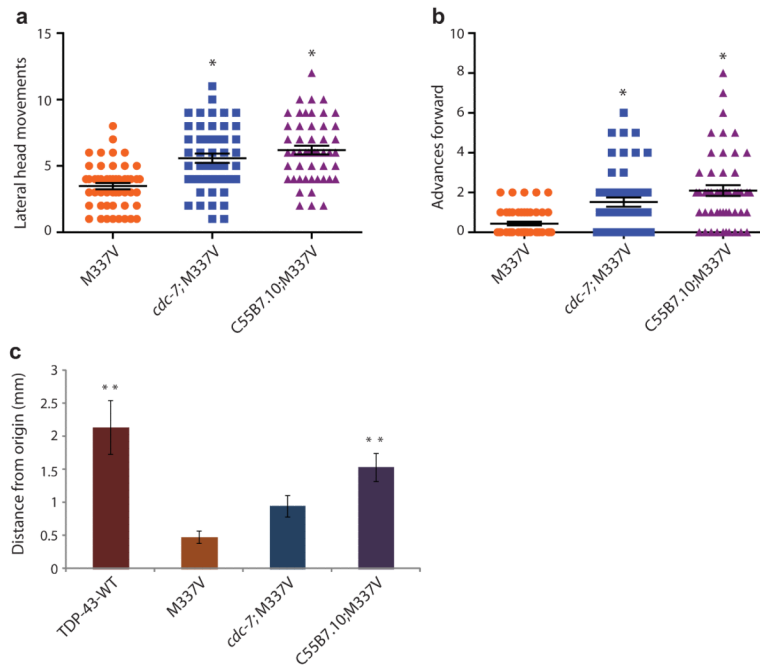 a
Lateral head movements
15
10
5
0
*
*
M337V
cdc-7; M337V
C55B7.10;M337V
b
Advances forward
10
8
6
4
2
0
*
*
M337V
cdc-7; M337V
C55B7.10;M337V
c
Distance from origin (mm)
3
2.5
2
1.5
1
0.5
0
**
**
TDP-43-WT
M337V
cdc-7; M337V
C55B7.10;M337V